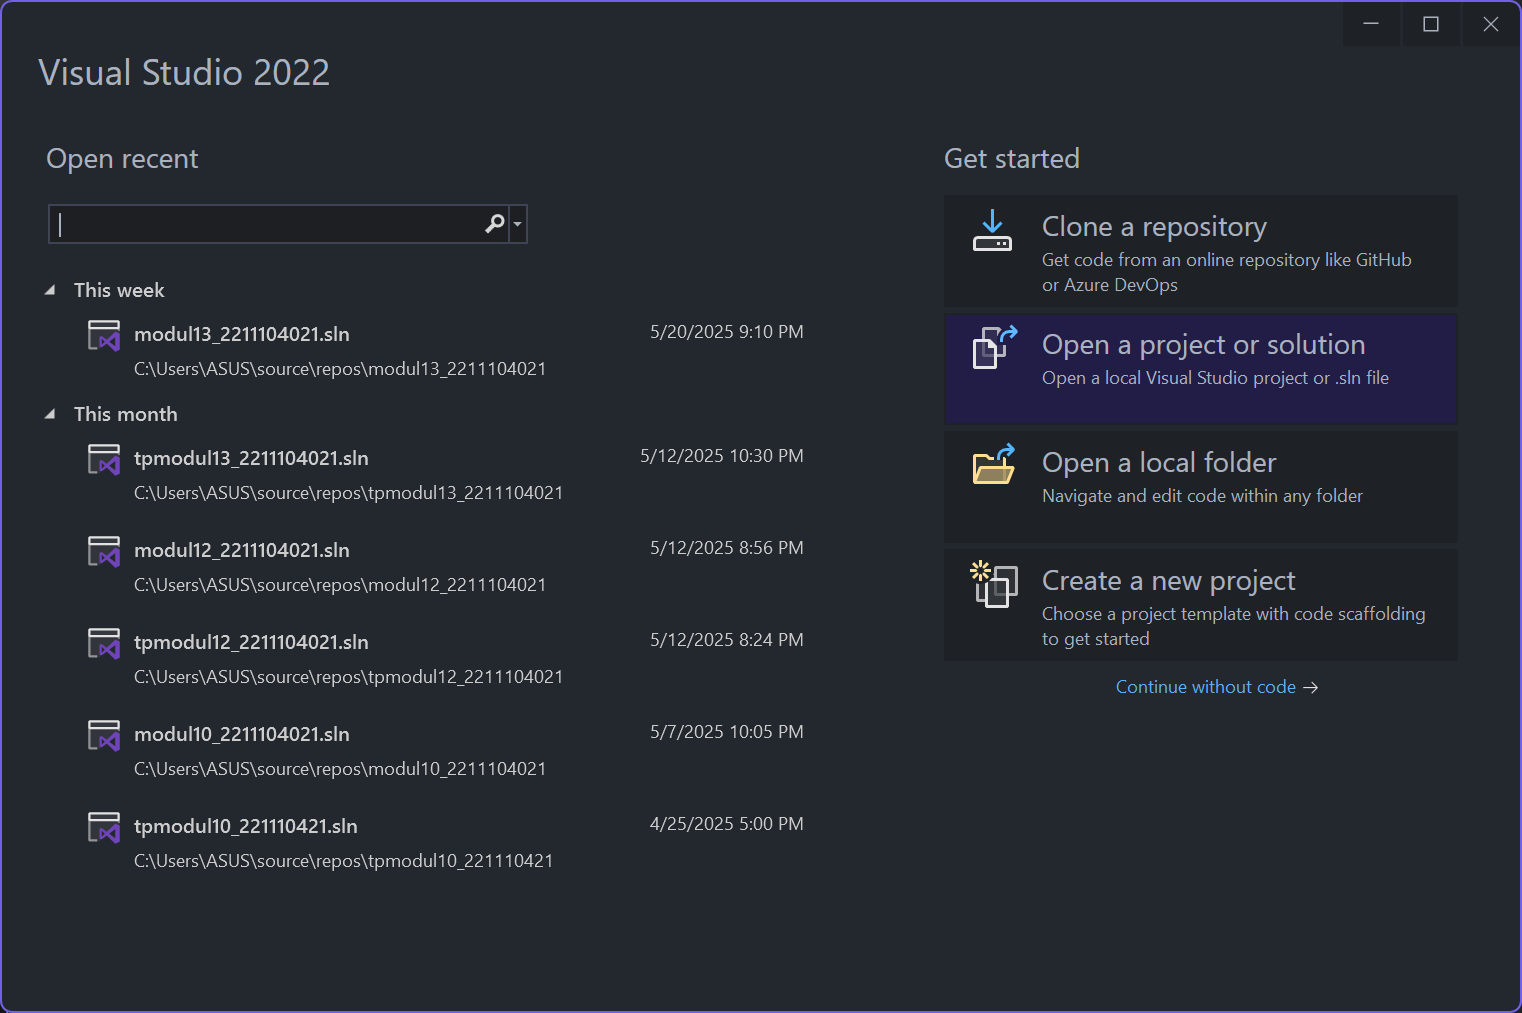 Visual Studio 2022
Open recent
This week
modul13_2211104021.sln
5/20/2025 9:10 PM
C:\Users\ASUS\source\repos\modul13_2211104021
This month
tpmodul13_2211104021.sln
5/12/2025 10:30 PM
C:\Users\ASUS\source\repos\tpmodul13_2211104021
modul12_2211104021.sln
5/12/2025 8:56 PM
C:\Users\ASUS\source\repos\modul12_2211104021
tpmodul12_2211104021.sln
5/12/2025 8:24 PM
C:\Users\ASUS\source\repos\tpmodul12_2211104021
modul10_2211104021.sln
5/7/2025 10:05 PM
C:\Users\ASUS\source\repos\modul10_2211104021
tpmodul10_221110421.sln
4/25/2025 5:00 PM
C:\Users\ASUS\source\repos\tpmodul10_221110421
Get started
Clone a repository
Get code from an online repository like GitHub
or Azure DevOps
Open a project or solution
Open a local Visual Studio project or .sln file
Open a local folder
Navigate and edit code within any folder
Create a new project
Choose a project template with code scaffolding
to get started
Continue without code →